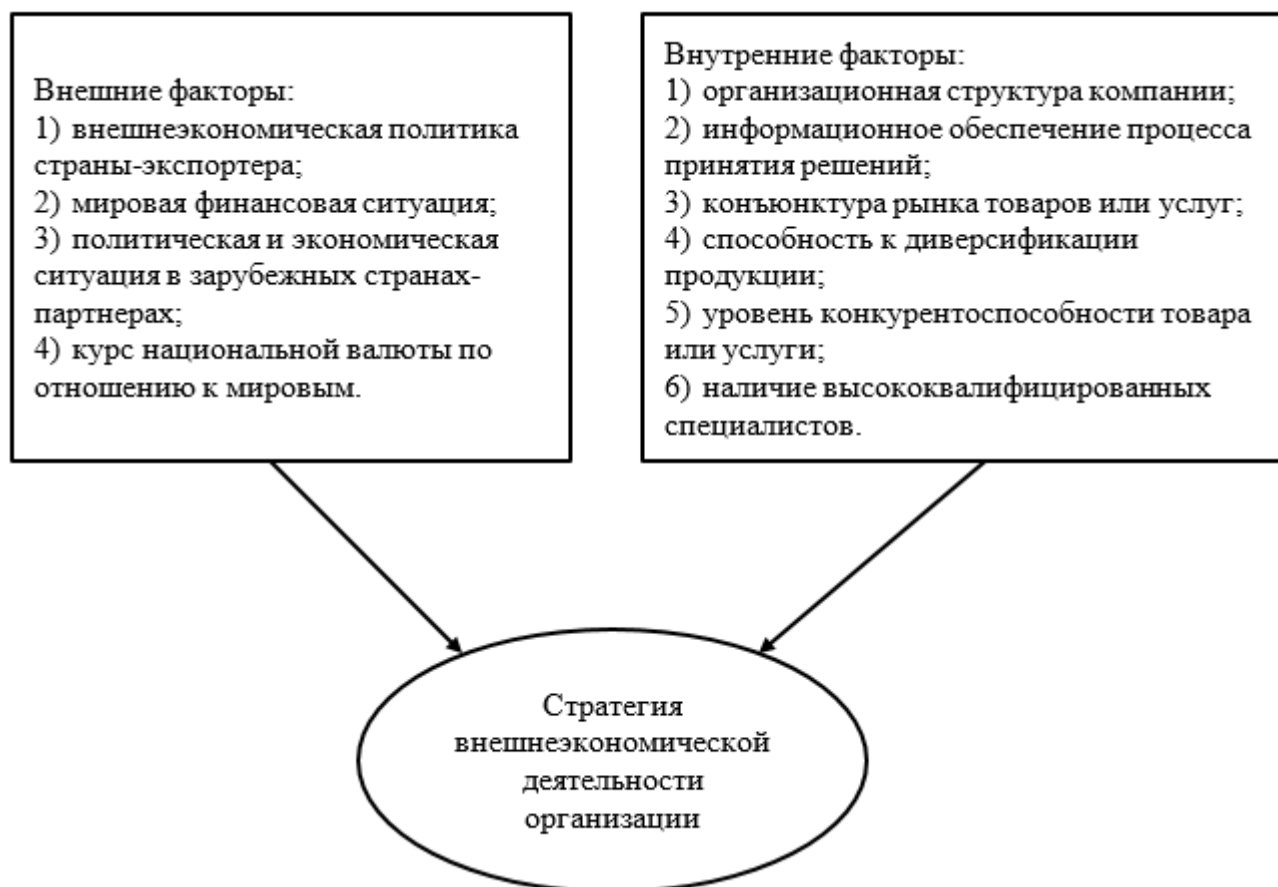 Внешние факторы:
1) внешнеэкономическая политика
страны-экспортера;
2) мировая финансовая ситуация;
3) политическая и экономическая
ситуация в зарубежных странах-
партнерах;
4) курс национальной валюты по
отношению к мировым.
Внутренние факторы:
1) организационная структура компании;
2) информационное обеспечение процесса
принятия решений;
3) конъюнктура рынка товаров или услуг;
4) способность к диверсификации
продукции;
5) уровень конкурентоспособности товара
или услуги;
6) наличие высококвалифицированных
специалистов.
Стратегия
внешнеэкономической
деятельности
организации